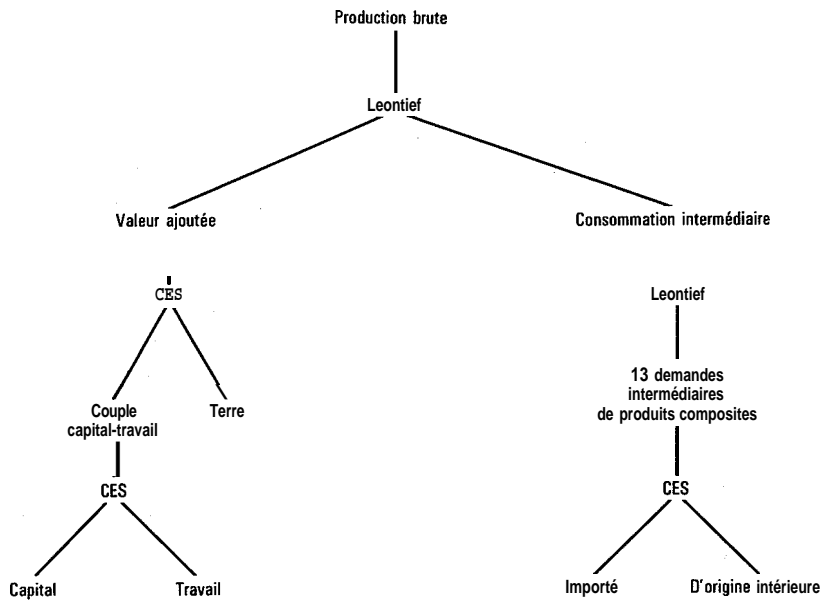 Production brute
Leontief
Valeur ajoutée
Consommation intermédiaire
CES
Leontief
13 demandes
intermédiaires
de produits composites
Couple
capital-travail
Terre
CES
CES
Capital
Travail
Importé
D'origine intérieure